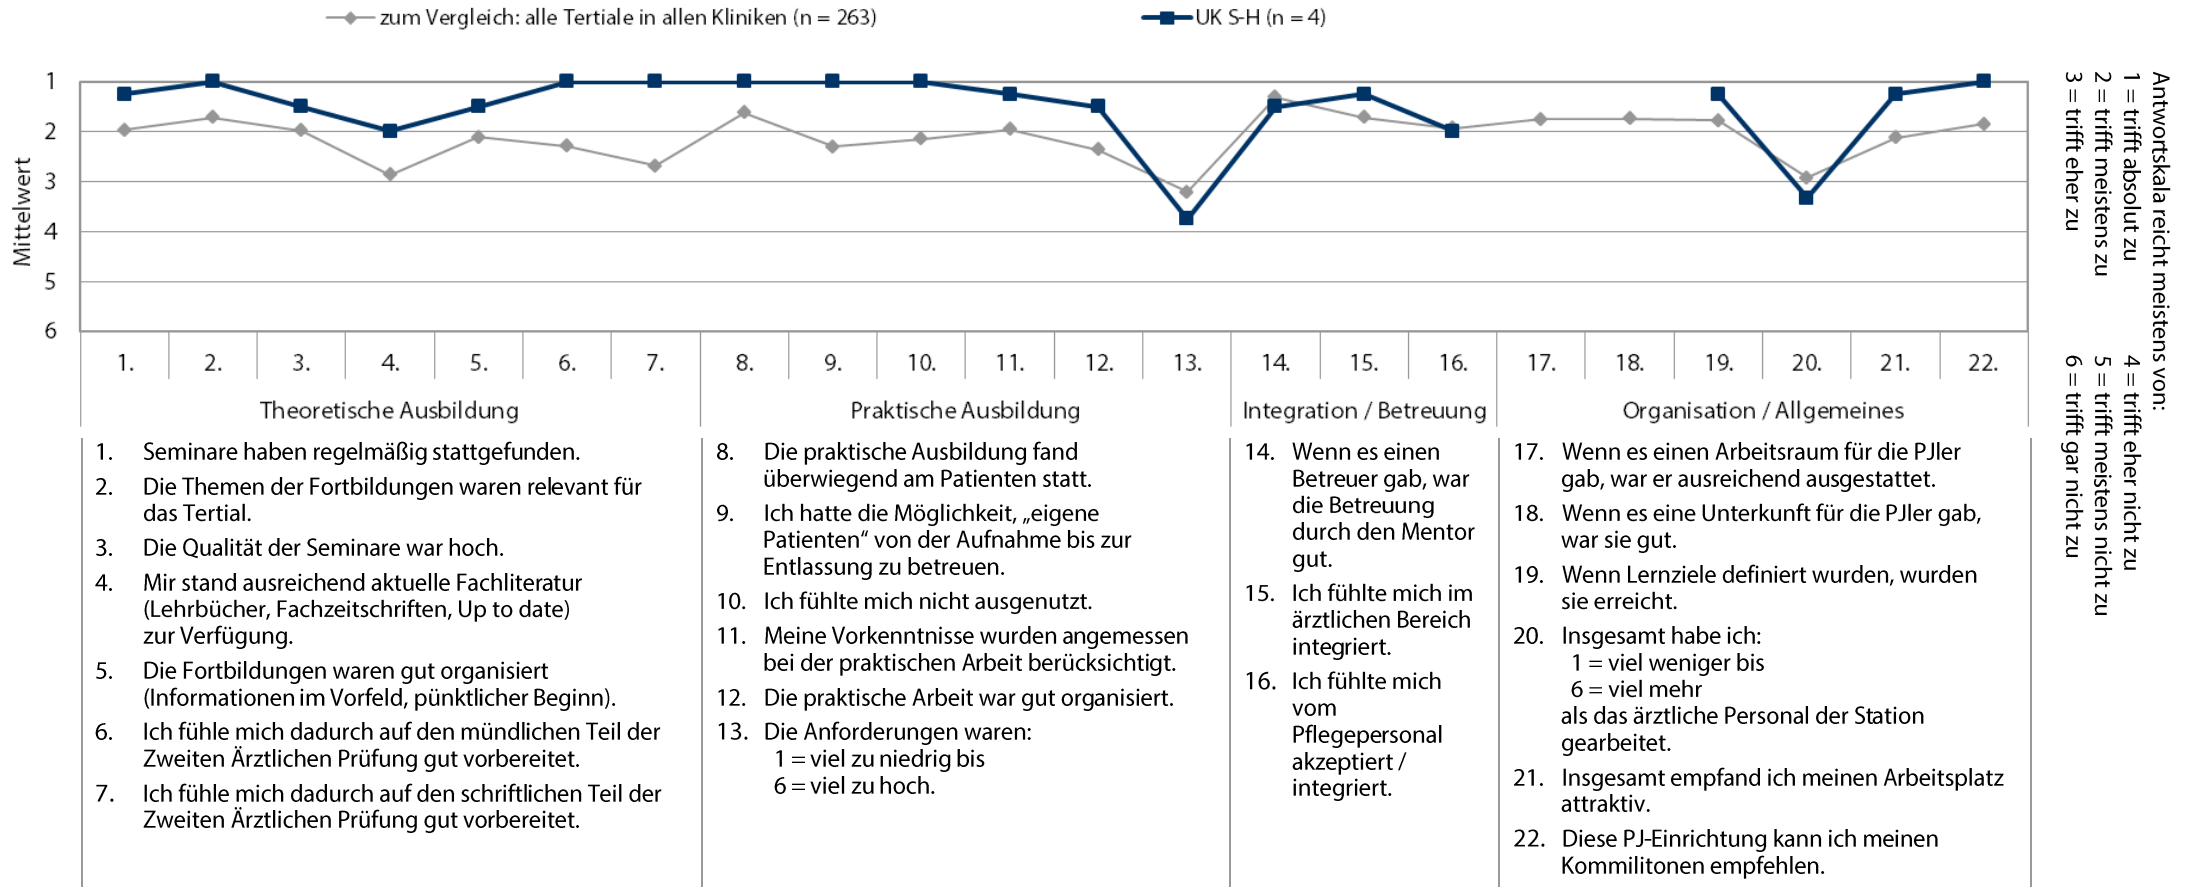 zum Vergleich: alle Tertiale in allen Kliniken (n = 263)
UK S-H (n = 4)
Mittelwert
1
2
3
4
5
6
1. 2. 3. 4. 5. 6. 7. 8. 9. 10. 11. 12. 13. 14. 15. 16. 17. 18. 19. 20. 21. 22.
Theoretische Ausbildung
Praktische Ausbildung
Integration / Betreuung
Organisation / Allgemeines
1. Seminare haben regelmäßig stattgefunden.
2. Die Themen der Fortbildungen waren relevant für
das Tertial.
3. Die Qualität der Seminare war hoch.
4. Mir stand ausreichend aktuelle Fachliteratur
(Lehrbücher, Fachzeitschriften, Up to date)
zur Verfügung.
5. Die Fortbildungen waren gut organisiert
(Informationen im Vorfeld, pünktlicher Beginn).
6. Ich fühle mich dadurch auf den mündlichen Teil der
Zweiten Ärztlichen Prüfung gut vorbereitet.
7. Ich fühle mich dadurch auf den schriftlichen Teil der
Zweiten Ärztlichen Prüfung gut vorbereitet.
8. Die praktische Ausbildung fand
überwiegend am Patienten statt.
9. Ich hatte die Möglichkeit, „eigene
Patienten“ von der Aufnahme bis zur
Entlassung zu betreuen.
10. Ich fühlte mich nicht ausgenutzt.
11. Meine Vorkenntnisse wurden angemessen
bei der praktischen Arbeit berücksichtigt.
12. Die praktische Arbeit war gut organisiert.
13. Die Anforderungen waren:
1 = viel zu niedrig bis
6 = viel zu hoch.
14. Wenn es einen
Betreuer gab, war
die Betreuung
durch den Mentor
gut.
15. Ich fühlte mich im
ärztlichen Bereich
integriert.
16. Ich fühlte mich
vom
Pflegepersonal
akzeptiert /
integriert.
17. Wenn es einen Arbeitsraum für die PJler
gab, war er ausreichend ausgestattet.
18. Wenn es eine Unterkunft für die PJler gab,
war sie gut.
19. Wenn Lernziele definiert wurden, wurden
sie erreicht.
20. Insgesamt habe ich:
1 = viel weniger bis
6 = viel mehr
als das ärztliche Personal der Station
gearbeitet.
21. Insgesamt empfand ich meinen Arbeitsplatz
attraktiv.
22. Diese PJ-Einrichtung kann ich meinen
Kommilitonen empfehlen.
Antwortskala reicht meistens von:
1 = trifft absolut zu
2 = trifft meistens zu
3 = trifft eher zu
4 = trifft eher nicht zu
5 = trifft meistens nicht zu
6 = trifft gar nicht zu